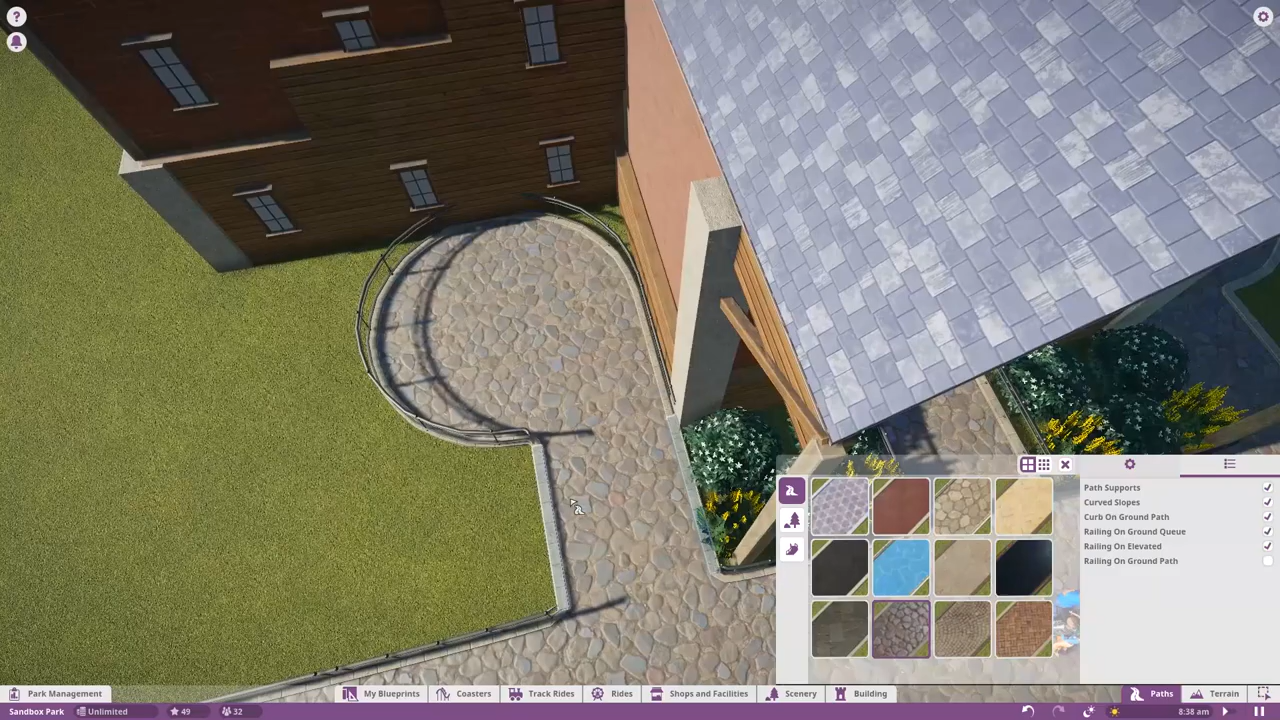 ?
Path Supports
Curved Slopes
Curb On Ground Path
Railing On Ground Queue
Railing On Elevated
Railing On Ground Path
Park Management
My Blueprints
Coasters
Track Rides
Rides
Shops and Facilities
Scenery
Building
Paths
Terrain
Sandbox Park
Unlimited
49
32
8:38 am